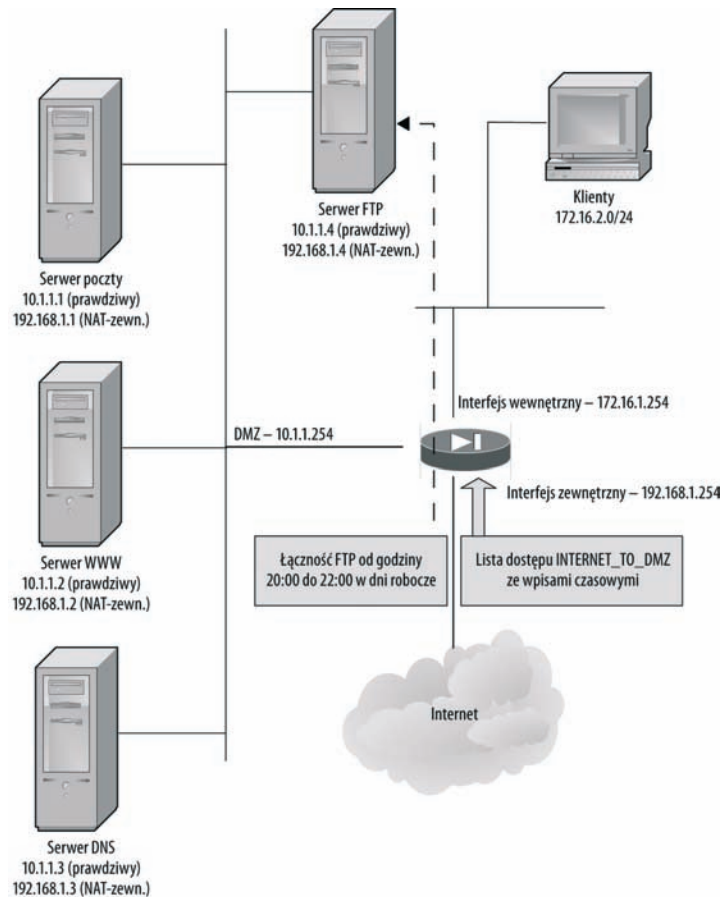 Serwer FTP
10.1.1.4 (prawdziwy)
192.168.1.4 (NAT-zewn.)
Klienty
172.16.2.0/24
Serwer poczty
10.1.1.1 (prawdziwy)
192.168.1.1 (NAT-zewn.)
Interfejs wewnętrzny – 172.16.1.254
DMZ – 10.1.1.254
Interfejs zewnętrzny – 192.168.1.254
Serwer WWW
10.1.1.2 (prawdziwy)
192.168.1.2 (NAT-zewn.)
Łączność FTP od godziny
20:00 do 22:00 w dni robocze
Lista dostępu INTERNET_TO_DMZ
ze wpisami czasowymi
Internet
Serwer DNS
10.1.1.3 (prawdziwy)
192.168.1.3 (NAT-zewn.)